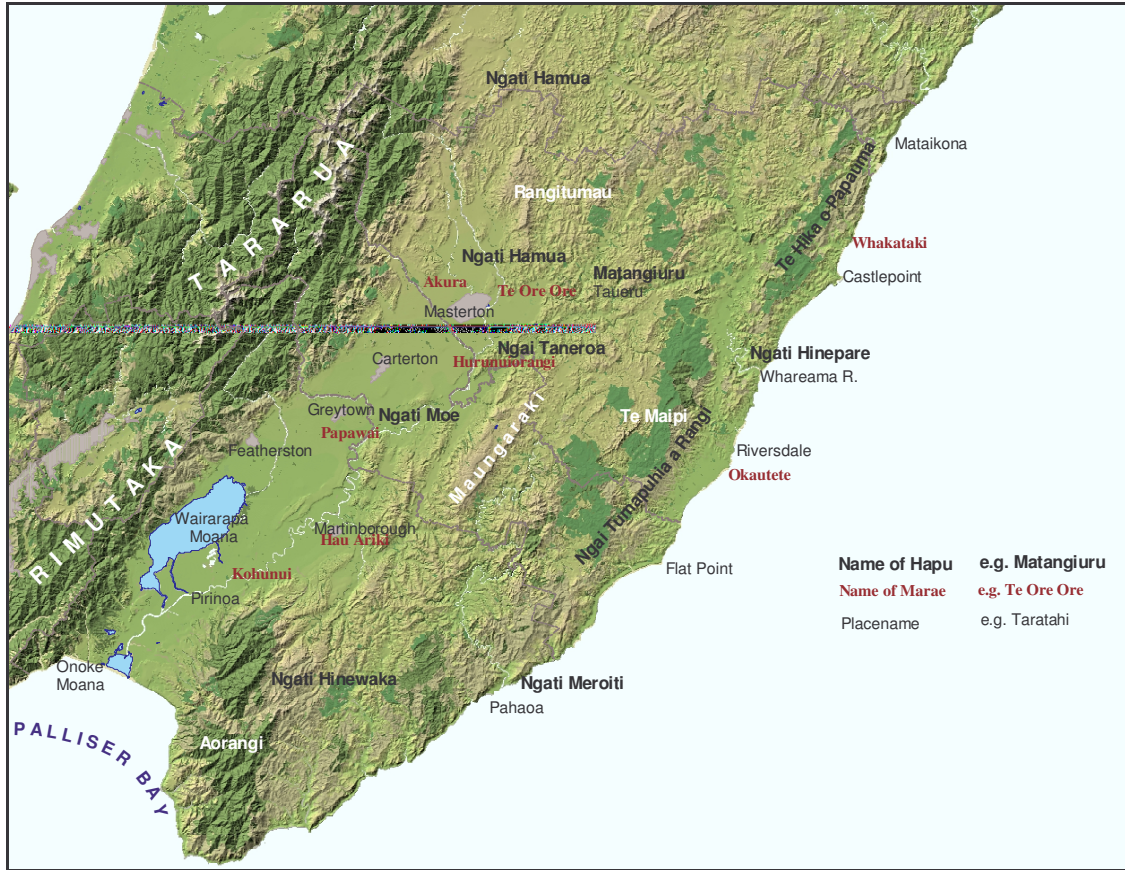 Ngati Hamua
Mataikona
TARARUA
Rangitumau
Te Hika o Papauma
Whakataki
Ngati Hamua
Akura
Te Ore Ore
Matangiuru
Taueru
Castlepoint
Masterton
Ngai Taneroa
Carterton
Hurunuiorangi
Ngati Hinepare
Whareama R.
Greytown
Ngati Moe
Papawai
Maungaraki
Te Maipi
Featherston
Riversdale
Okautete
RIMUTAKA
Wairarapa
Moana
Ngai Tumapuhia a Rangi
Martinborough
Hau Ariki
Kohunui
Flat Point
Pirinoa
Name of Hapu e.g. Matangiuru
Name of Marae e.g. Te Ore Ore
Placename e.g. Taratahi
Onoke
Moana
Ngati Hinewaka
Ngati Meroiti
Pahaoa
PALLISER BAY
Aorangi